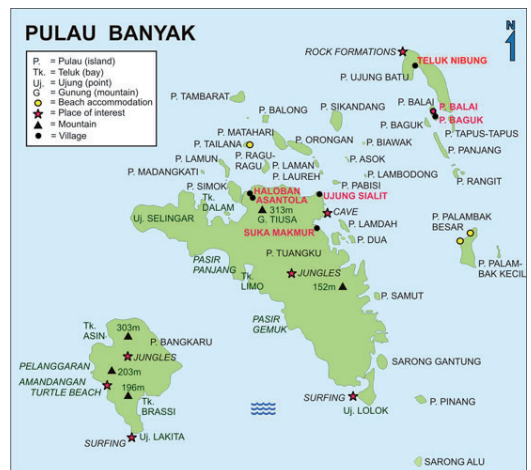 PULAU BANYAK
P. = Pulau (island)
Tk. = Teluk (bay)
Uj. = Ujung (point)
G = Gunung (mountain)
= Beach accommodation
= Place of interest
= Mountain
= Village
N
ROCK FORMATIONS
TELUK NIBUNG
P. UJUNG BATU
P. TAMBARAT
P. BALONG
P. SIKANDANG
P. BALAI
P. BALAI
P. BAGUK
P. BAGUK
P. MATAHARI
P. TAILANA
P. ORONGAN
P. BIAWAK
P. TAPUS-TAPUS
P. PANJANG
P. LAMUN
P. RAGU-
RAGU
P. LAMAN
P. ASOK
P. MADANGKATI
P. LAUREH
P. LAMBODONG
P. RANGIT
P. SIMOK
HALOBAN
P. PABISI
ASANTOLA
UJUNG SIALIT
Tk.
DALAM
Uj. SELINGAR
313m
G. TIUSA
CAVE
SUKA MAKMUR
P. LAMDAH
P. DUA
P. PALAMBAK
BESAR
P. PALAM-
BAK KECIL
PASIR
PANJANG
P. TUANGKU
Tk.
LIMO
JUNGLES
152m
P. SAMUT
PASIR
GEMUK
Tk.
ASIN
303m
P. BANGKARU
JUNGLES
PELANGGARAN
203m
AMANDANGAN
TURTLE BEACH
196m
Tk.
BRASSI
SARONG GANTUNG
SURFING
Uj. LOLOK
P. PINANG
SURFING
Uj. LAKITA
SARONG ALU